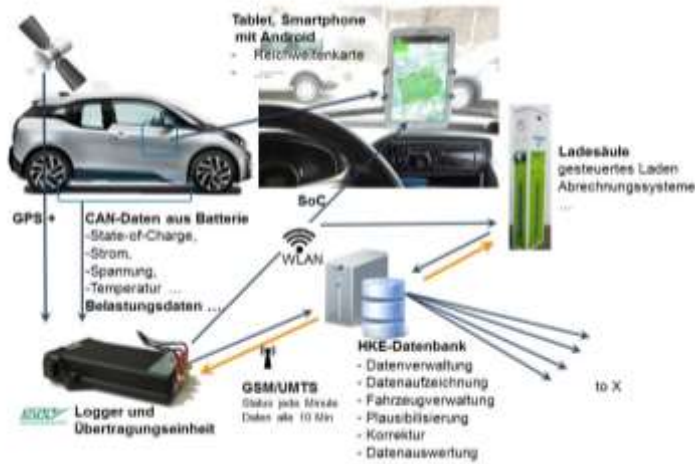 Tablet, Smartphone
mit Android
- Reichweitenkarte
- ...
Ladesäule
gesteuertes Laden
Abrechnungssysteme
...
SoC
GPS +
CAN-Daten aus Batterie
-State-of-Charge,
-Strom,
-Spannung,
-Temperatur ...
Belastungsdaten ...
WLAN
HKE-Datenbank
- Datenverwaltung
- Datenaufzeichnung
- Fahrzeugverwaltung
- Plausibilisierung
- Korrektur
- Datenauswertung
GSM/UMTS
Status jede Minute
Daten alle 10 Min
to X
Logger und
Übertragungseinheit